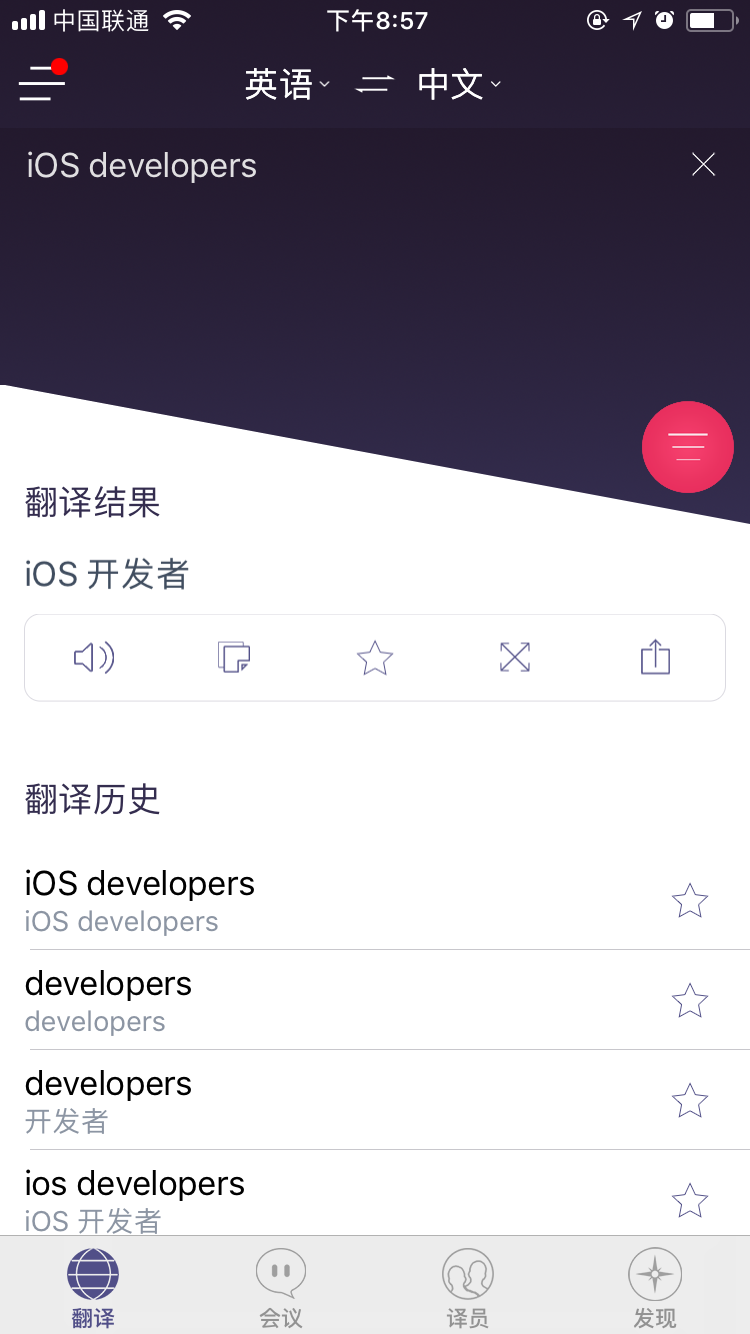 中国联通
下午8:57
英语
中文
iOS developers
翻译结果
iOS 开发者
翻译历史
iOS developers
iOS developers
developers
developers
developers
开发者
ios developers
iOS 开发者
翻译
会议
译员
发现